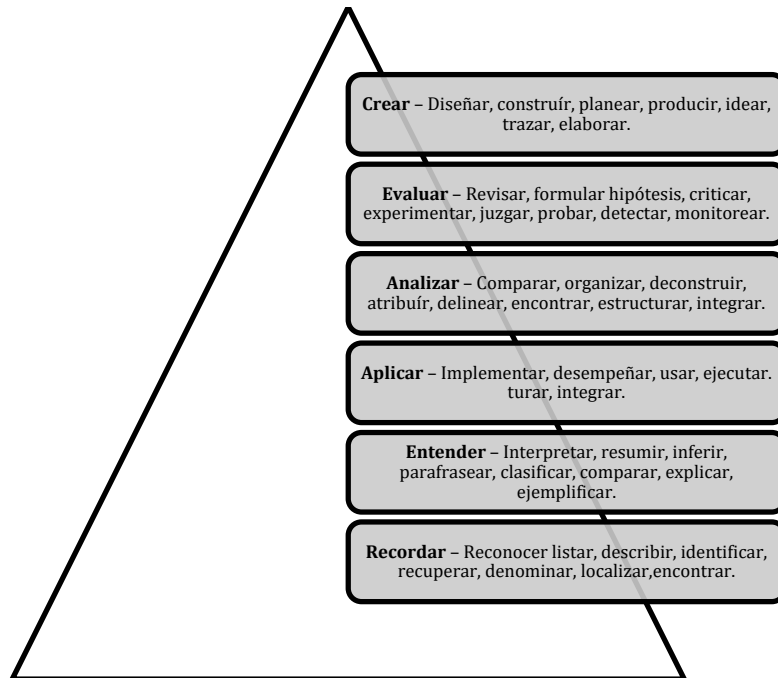 Crear – Diseñar, construír, planear, producir, idear,
trazar, elaborar.
Evaluar – Revisar, formular hipótesis, criticar,
experimentar, juzgar, probar, detectar, monitorear.
Analizar – Comparar, organizar, deconstruir,
atribuír, delinear, encontrar, estructurar, integrar.
Aplicar – Implementar, desempeñar, usar, ejecutar.
turar, integrar.
Entender – Interpretar, resumir, inferir,
parafrasear, clasificar, comparar, explicar,
ejemplificar.
Recordar – Reconocer listar, describir, identificar,
recuperar, denominar, localizar,encontrar.